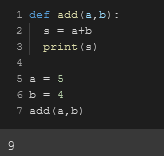 1 def add(a,b):
2   s = a+b
3   print(s)
4
5 a = 5
6 b = 4
7 add(a,b)
9